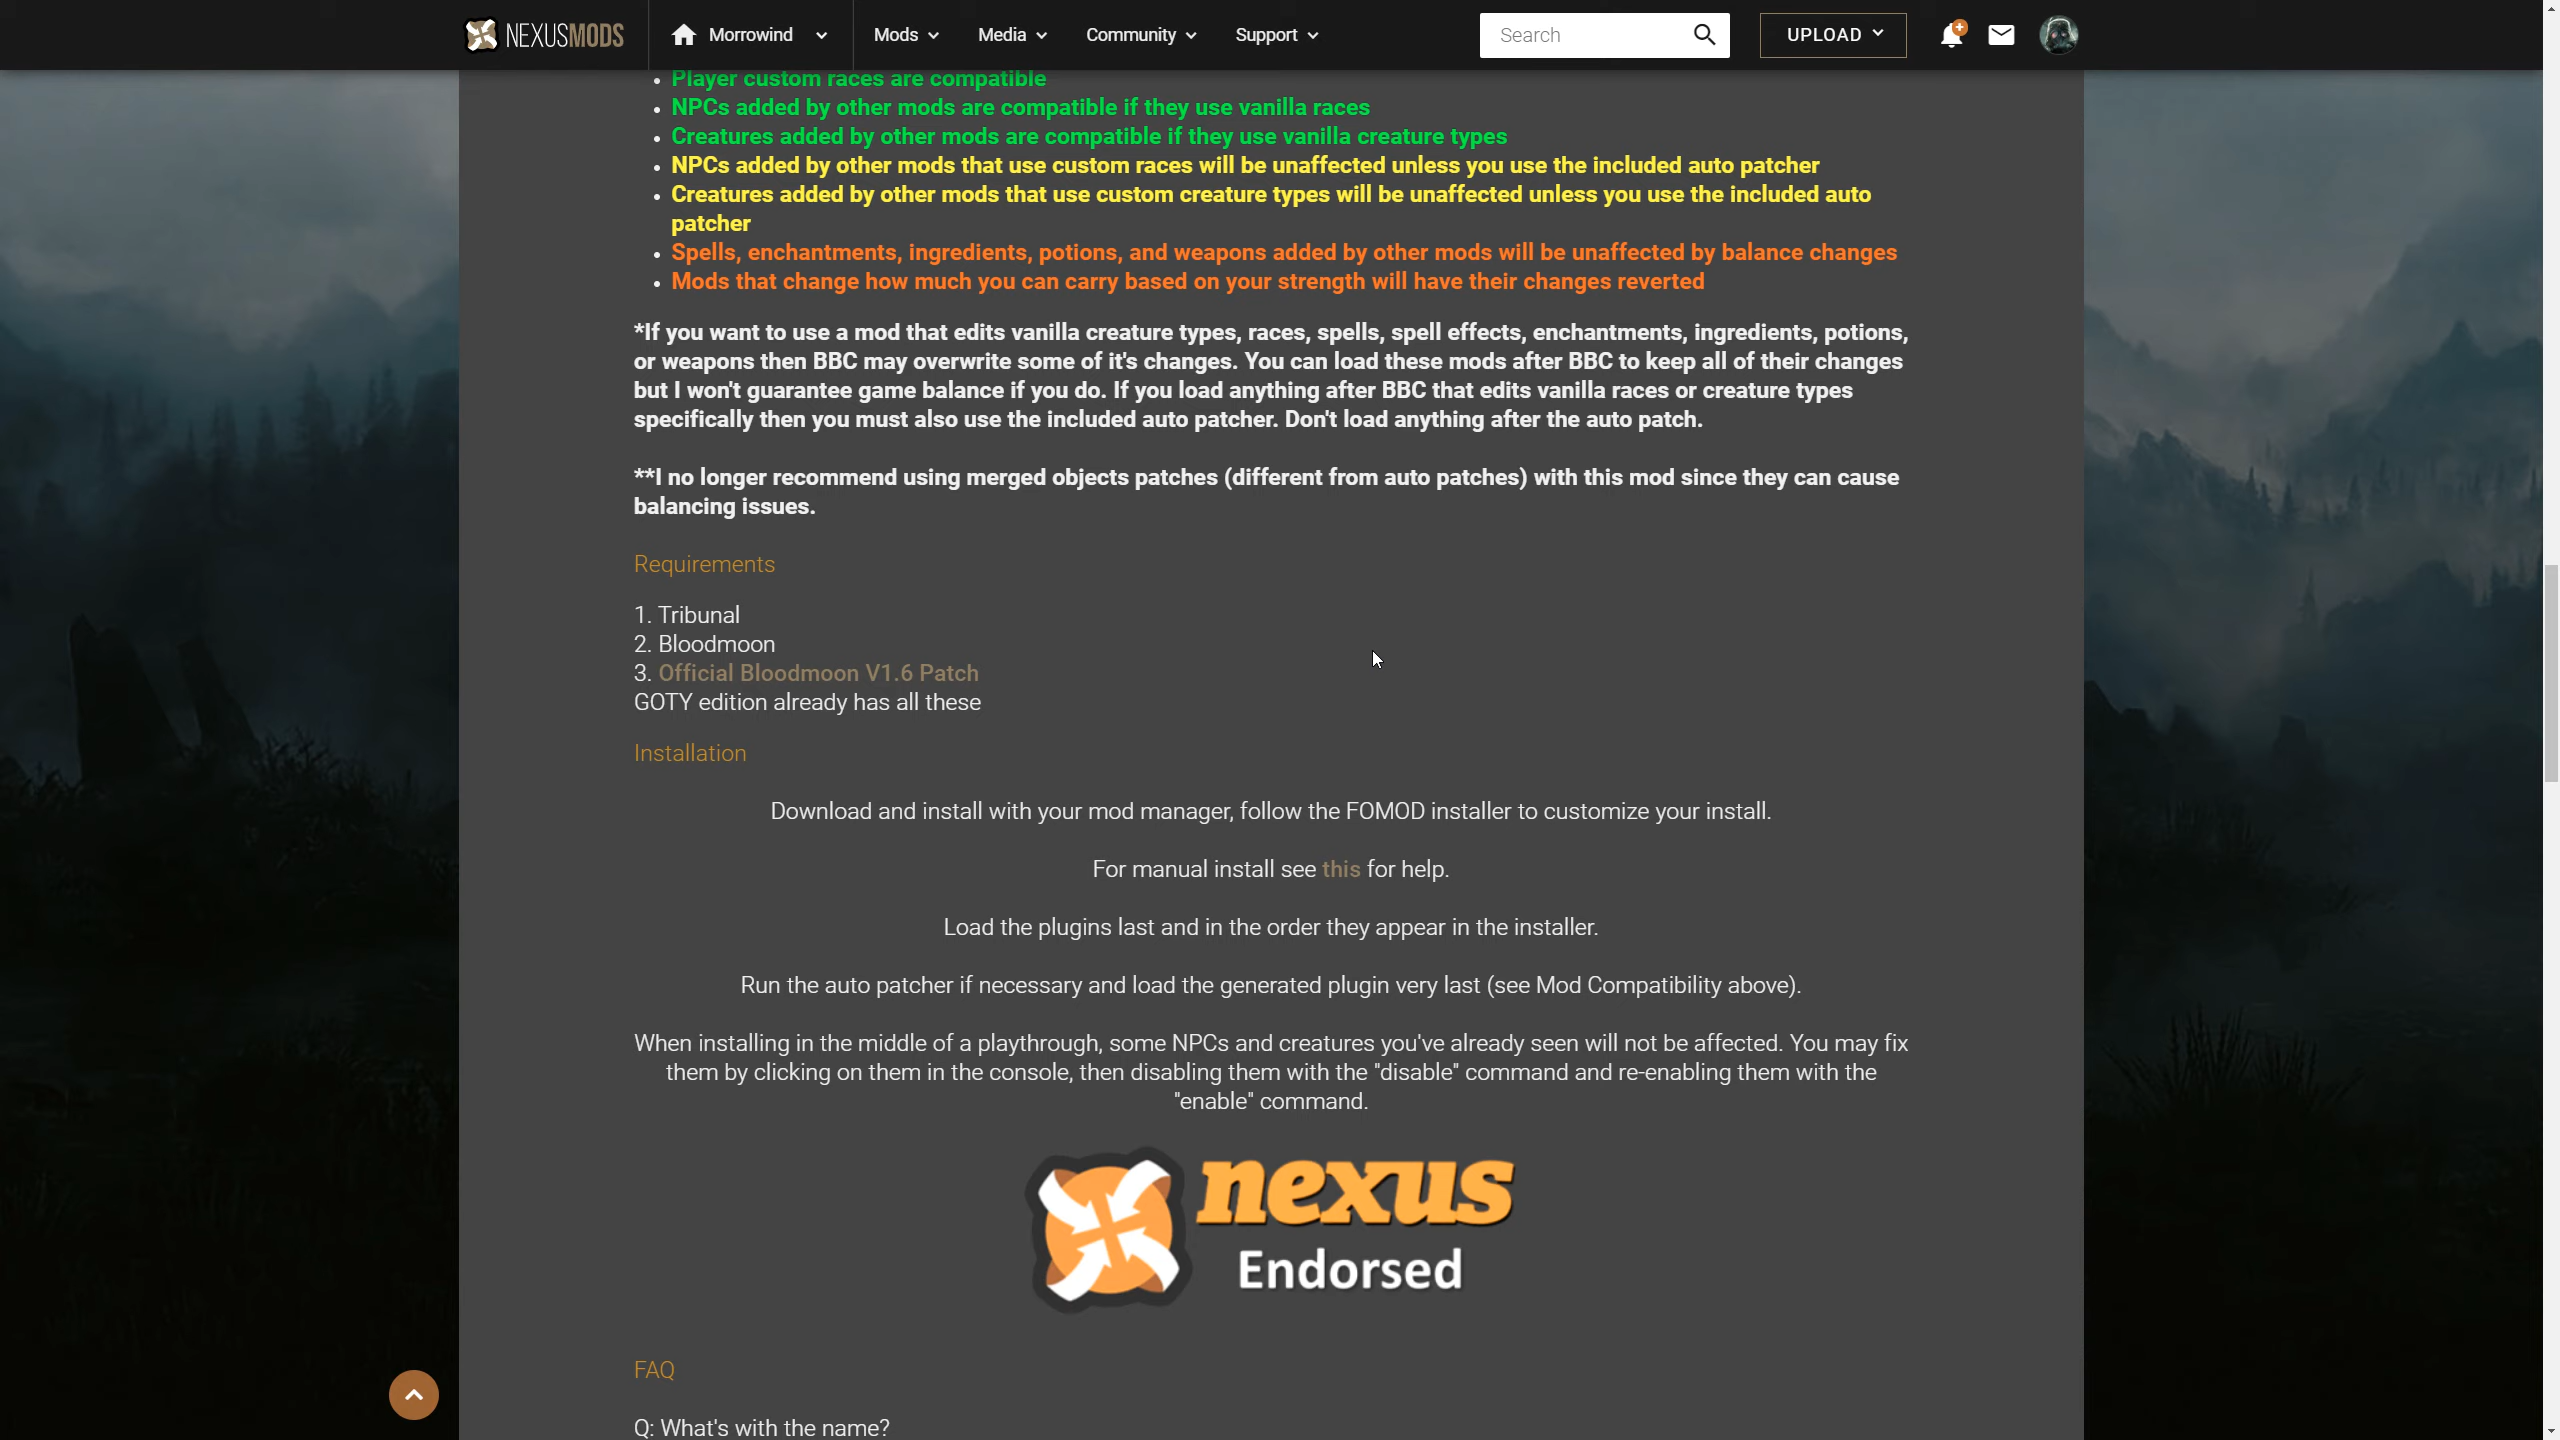 NEXUSMODS
Morrowind
Mods
Media
Community
Support
Search
UPLOAD
Player custom races are compatible
NPCs added by other mods are compatible if they use vanilla races
Creatures added by other mods are compatible if they use vanilla creature types
NPCs added by other mods that use custom races will be unaffected unless you use the included auto patcher
Creatures added by other mods that use custom creature types will be unaffected unless you use the included auto
patcher
Spells, enchantments, ingredients, potions, and weapons added by other mods will be unaffected by balance changes
Mods that change how much you can carry based on your strength will have their changes reverted
*If you want to use a mod that edits vanilla creature types, races, spells, spell effects, enchantments, ingredients, potions,
or weapons then BBC may overwrite some of it's changes. You can load these mods after BBC to keep all of their changes
but I won't guarantee game balance if you do. If you load anything after BBC that edits vanilla races or creature types
specifically then you must also use the included auto patcher. Don't load anything after the auto patch.
**I no longer recommend using merged objects patches (different from auto patches) with this mod since they can cause
balancing issues.
Requirements
1. Tribunal
2. Bloodmoon
3. Official Bloodmoon V1.6 Patch
GOTY edition already has all these
Installation
Download and install with your mod manager, follow the FOMOD installer to customize your install.
For manual install see this for help.
Load the plugins last and in the order they appear in the installer.
Run the auto patcher if necessary and load the generated plugin very last (see Mod Compatibility above).
When installing in the middle of a playthrough, some NPCs and creatures you've already seen will not be affected. You may fix
them by clicking on them in the console, then disabling them with the "disable" command and re-enabling them with the
"enable" command.
nexus
Endorsed
FAQ
Q: What's with the name?